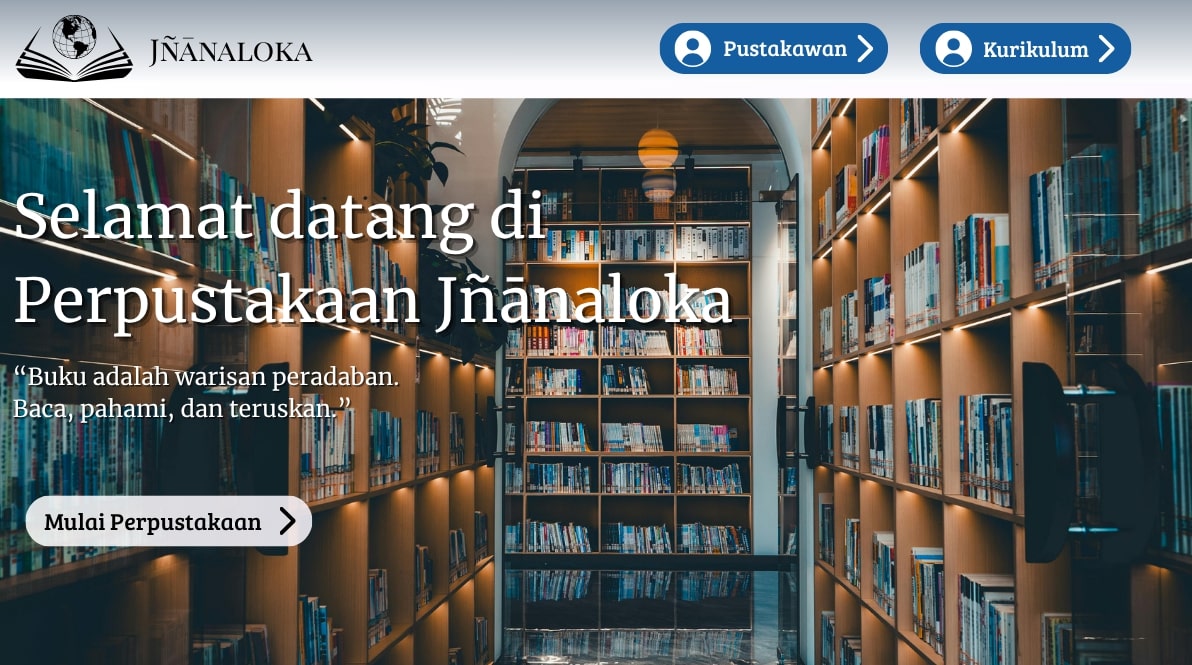 Jñānaloka
Pustakawan
Kurikulum
Selamat datang di
Perpustakaan Jñānaloka
“Buku adalah warisan peradaban.
Baca, pahami, dan teruskan.”
Mulai Perpustakaan